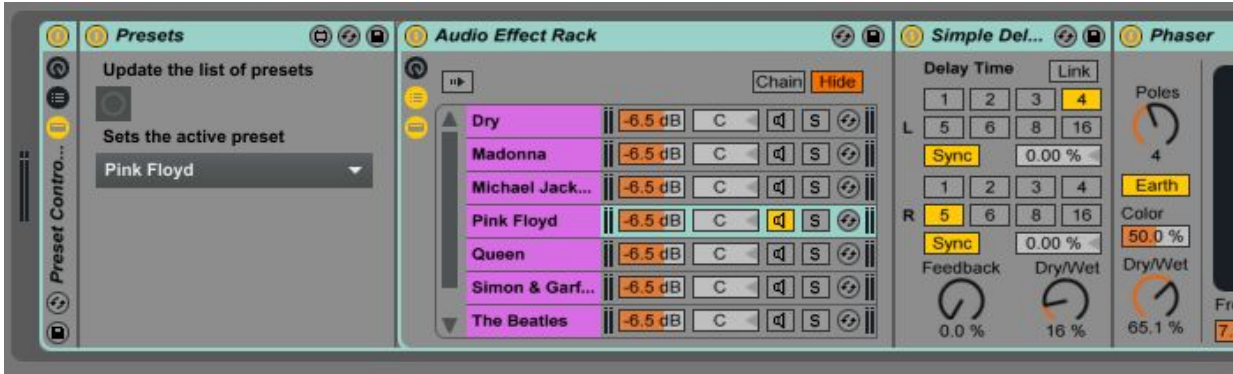 Preset Contro...
Presets
Update the list of presets
Sets the active preset
Pink Floyd
Audio Effect Rack
Chain Hide
Dry -6.5 dB C S
Madonna -6.5 dB C S
Michael Jack... -6.5 dB C S
Pink Floyd -6.5 dB C S
Queen -6.5 dB C S
Simon & Garf... -6.5 dB C S
The Beatles -6.5 dB C S
Simple Del...
Delay Time Link
1 2 3 4
L 5 6 8 16
Sync 0.00 %
1 2 3 4
R 5 6 8 16
Sync 0.00 %
Feedback Dry/Wet
0.0 % 16 %
Phaser
Poles
4
Earth
Color
50.0 %
Dry/Wet
65.1 %